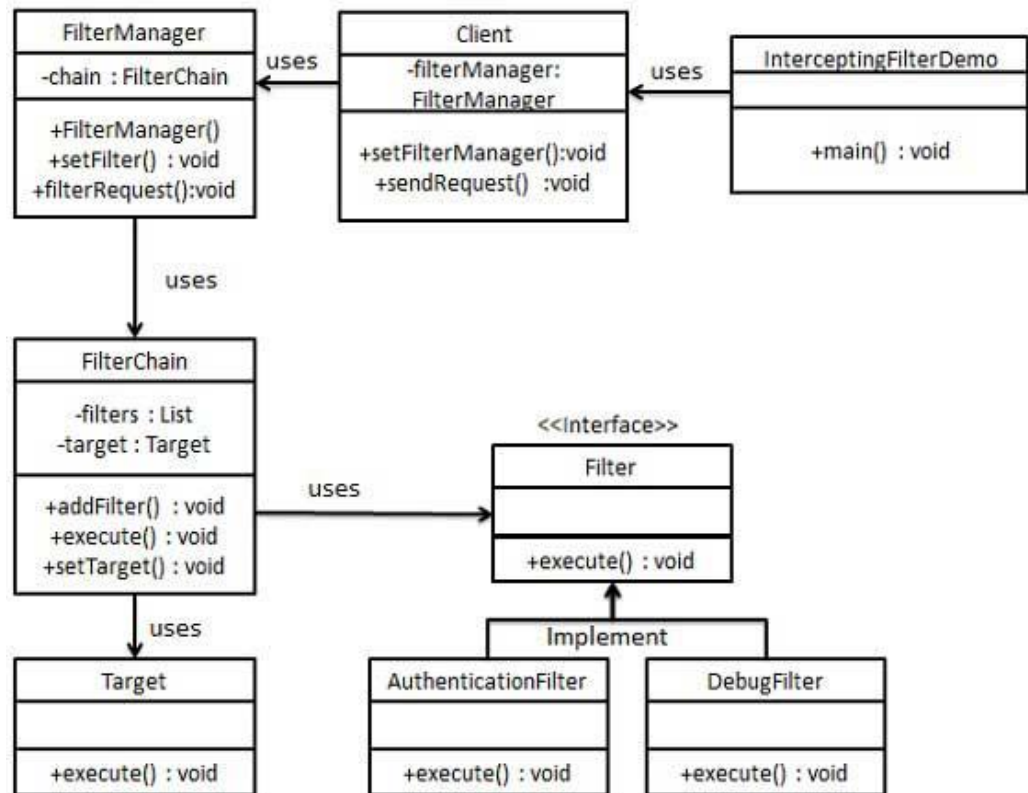 FilterManager
-chain : FilterChain
+FilterManager()
+setFilter() : void
+filterRequest():void
uses
Client
-filterManager:
FilterManager
+setFilterManager():void
+sendRequest() :void
uses
InterceptingFilterDemo
+main() : void
uses
FilterChain
-filters : List
-target : Target
+addFilter() : void
+execute() : void
+setTarget() : void
uses
<<Interface>>
Filter
+execute() : void
uses
Implement
Target
+execute() : void
AuthenticationFilter
+execute() : void
DebugFilter
+execute() : void